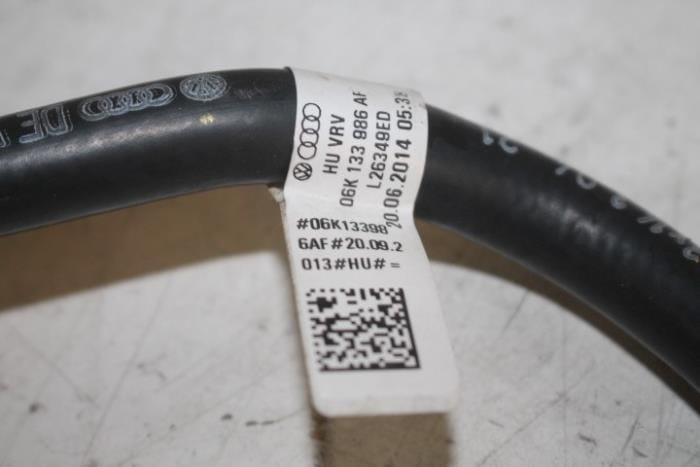 DE
HU VRV
06K 133 986 AF
L26349ED
20.06.2014 05:3
#06K13398
6AF#20.09.2
013#HU#=